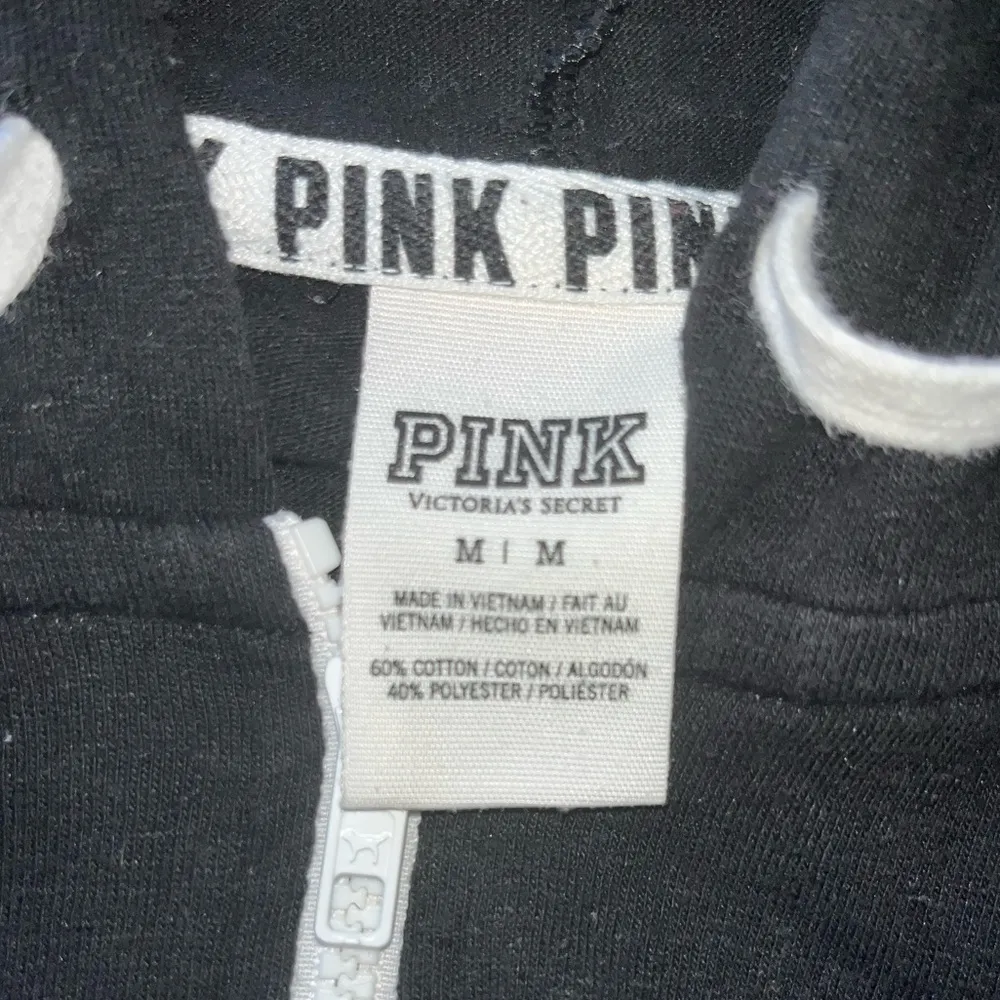 PINK PIN
PINK
VICTORIA'S SECRET
M | M
MADE IN VIETNAM / FAIT AU
VIETNAM / HECHO EN VIETNAM
60% COTTON / COTON / ALGODÓN
40% POLYESTER / POLIÉSTER